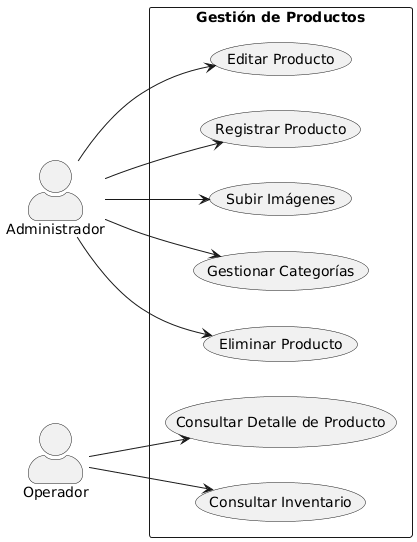 Gestión de Productos
Editar Producto
Registrar Producto
Subir Imágenes
Administrador
Gestionar Categorías
Eliminar Producto
Consultar Detalle de Producto
Operador
Consultar Inventario